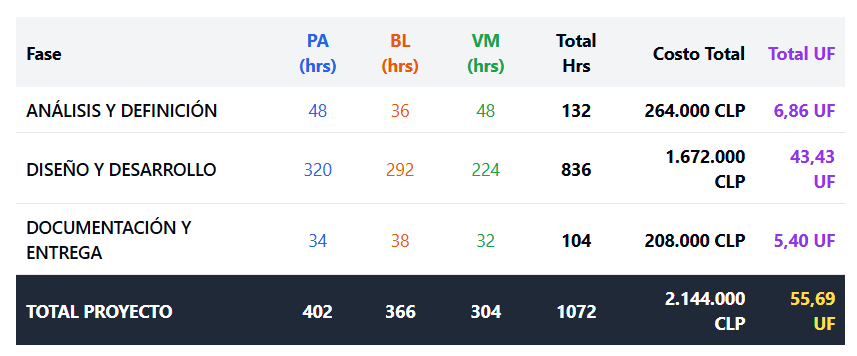 Fase PA (hrs) BL (hrs) VM (hrs) Total Hrs Costo Total Total UF
ANÁLISIS Y DEFINICIÓN 48 36 48 132 264.000 CLP 6,86 UF
DISEÑO Y DESARROLLO 320 292 224 836 1.672.000 CLP 43,43 UF
DOCUMENTACIÓN Y ENTREGA 34 38 32 104 208.000 CLP 5,40 UF
TOTAL PROYECTO 402 366 304 1072 2.144.000 CLP 55,69 UF